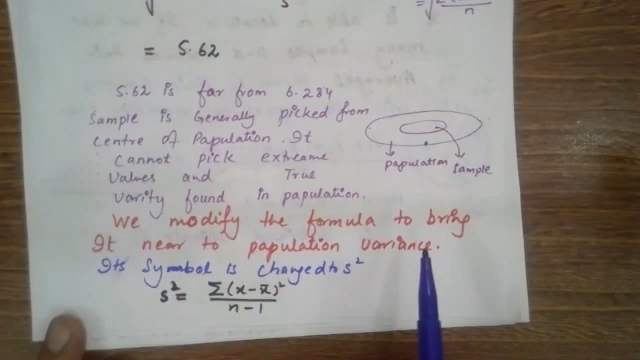 n
= 5.62
5.62 is far from 6.284
Sample is Generally picked from
Centre of Population. It
Cannot pick extreame
Values and True
varity found in papulation.
papulation
Sample
We modify the formula to bring
It near to papulation variance.
Its Symbol is changed to s²
s² = Σ(x-x̄)²
n-1